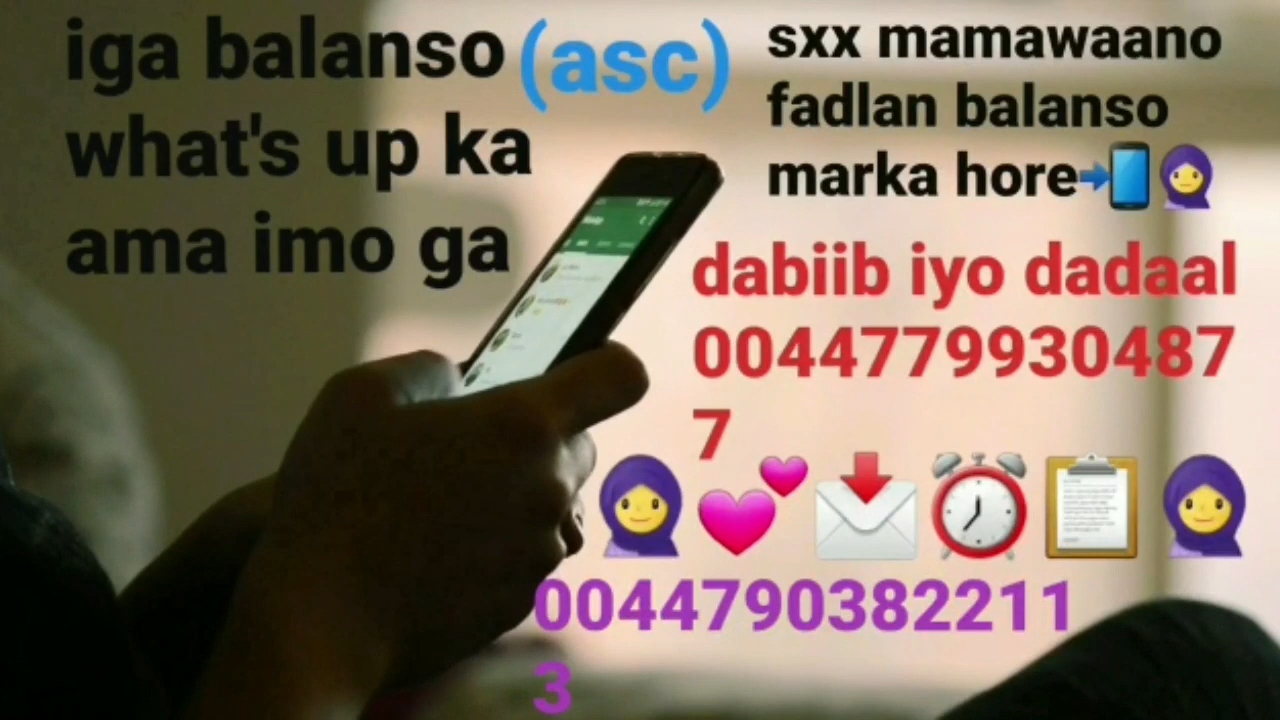 iga balanso (asc)
what's up ka
ama imo ga
sxx mamawaano
fadlan balanso
marka hore
dabiib iyo dadaal
0044779930487
7
0044790382211
3